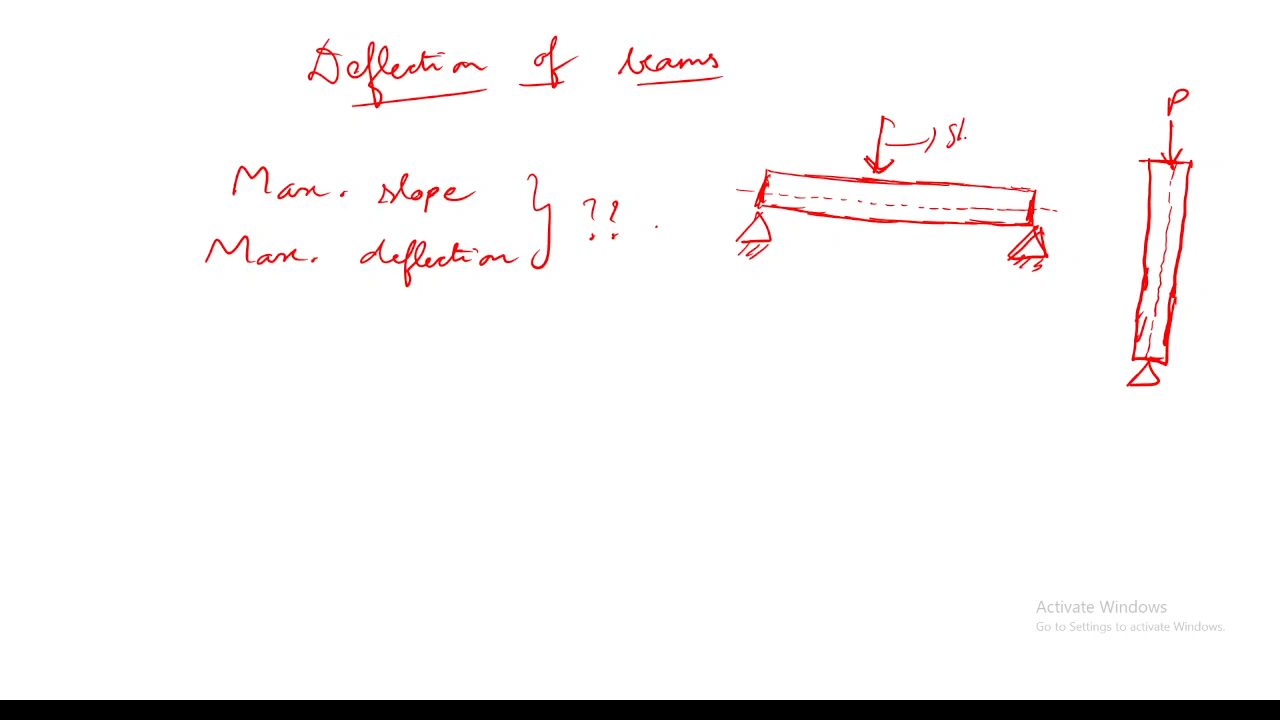 Deflection of beams
P
Max. slope
Max. deflection
??
Activate Windows
Go to Settings to activate Windows.